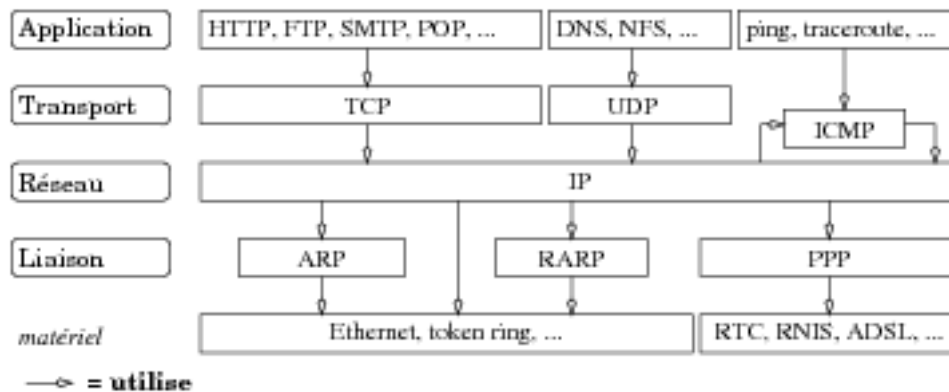 Application HTTP, FTP, SMTP, POP, ... DNS, NFS, ... ping, traceroute, ...
Transport TCP UDP ICMP
Réseau IP
Liaison ARP RARP PPP
matériel Ethernet, token ring, ... RTC, RNIS, ADSL, ...
= utilise